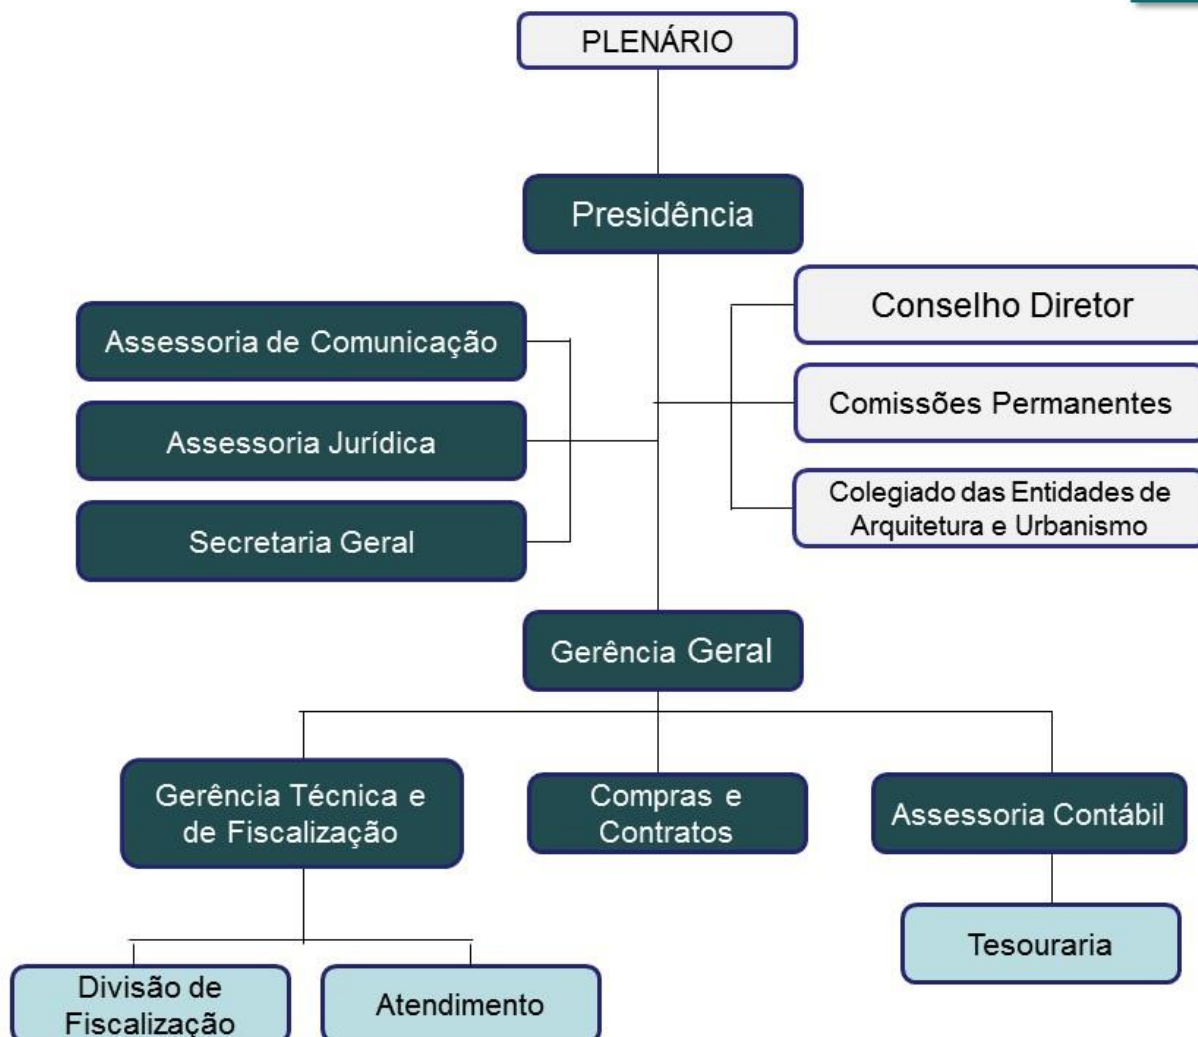 PLENÁRIO
Presidência
Conselho Diretor
Assessoria de Comunicação
Comissões Permanentes
Assessoria Jurídica
Colegiado das Entidades de
Arquitetura e Urbanismo
Secretaria Geral
Gerência Geral
Gerência Técnica e
de Fiscalização
Compras e
Contratos
Assessoria Contábil
Tesouraria
Divisão de
Fiscalização
Atendimento